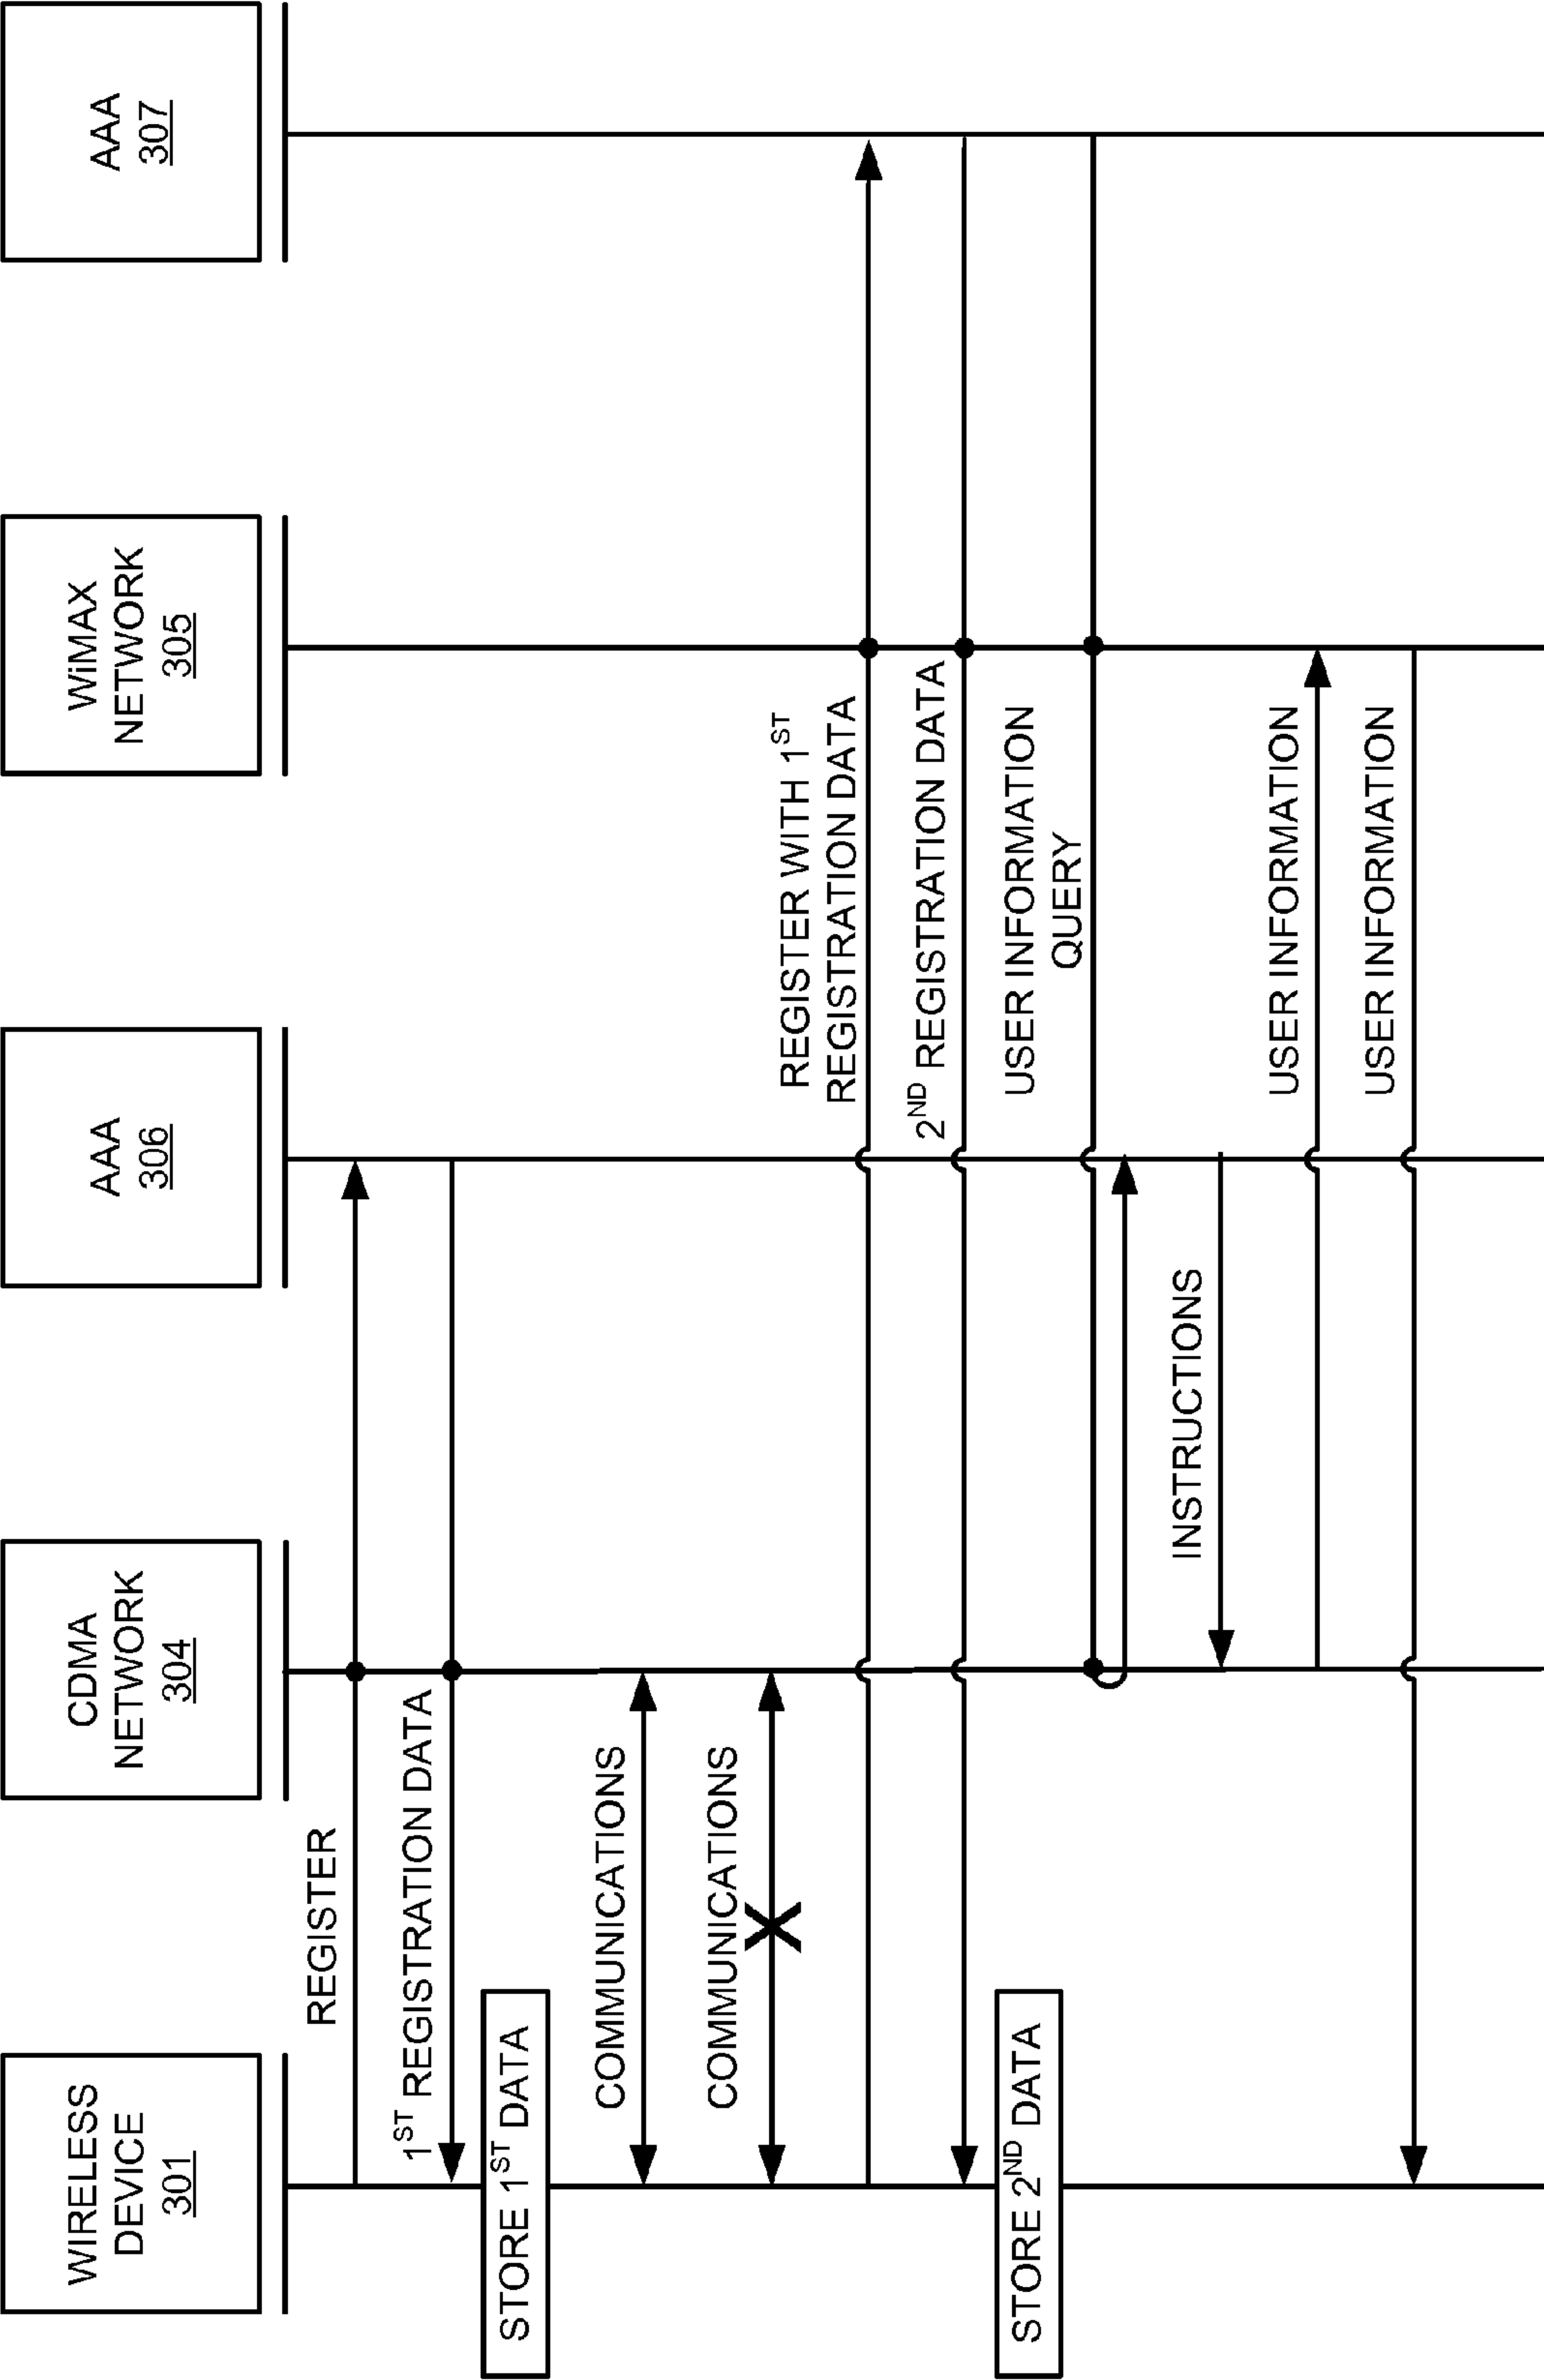 WIRELESS
DEVICE
301
CDMA
NETWORK
304
AAA
306
WiMAX
NETWORK
305
AAA
307
REGISTER
1ST REGISTRATION DATA
STORE 1ST DATA
COMMUNICATIONS
COMMUNICATIONS
REGISTER WITH 1ST
REGISTRATION DATA
2ND REGISTRATION DATA
STORE 2ND DATA
USER INFORMATION
QUERY
INSTRUCTIONS
USER INFORMATION
USER INFORMATION